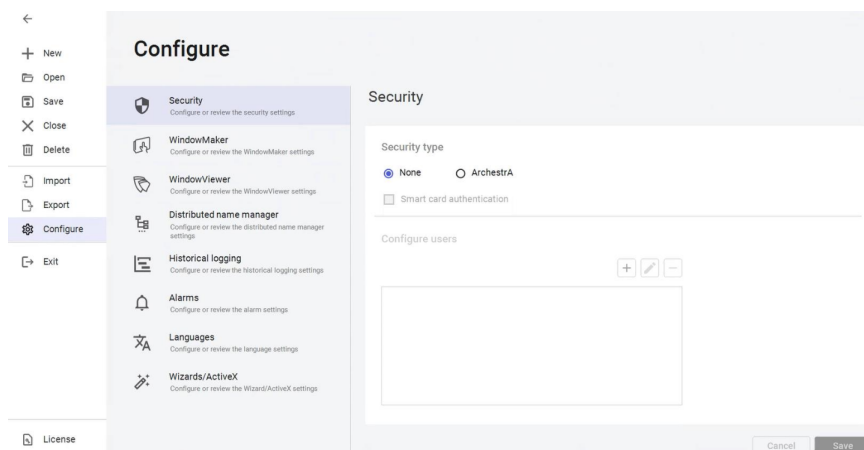 New
Open
Save
Close
Delete
Import
Export
Configure
Exit
License
Configure
Security
Configure or review the security settings
WindowMaker
Configure or review the WindowMaker settings
WindowViewer
Configure or review the WindowViewer settings
Distributed name manager
Configure or review the distributed name manager
settings
Historical logging
Configure or review the historical logging settings
Alarms
Configure or review the alarm settings
Languages
Configure or review the language settings
Wizards/ActiveX
Configure or review the Wizard/ActiveX settings
Security
Security type
None ArchestrA
Smart card authentication
Configure users
Cancel Save